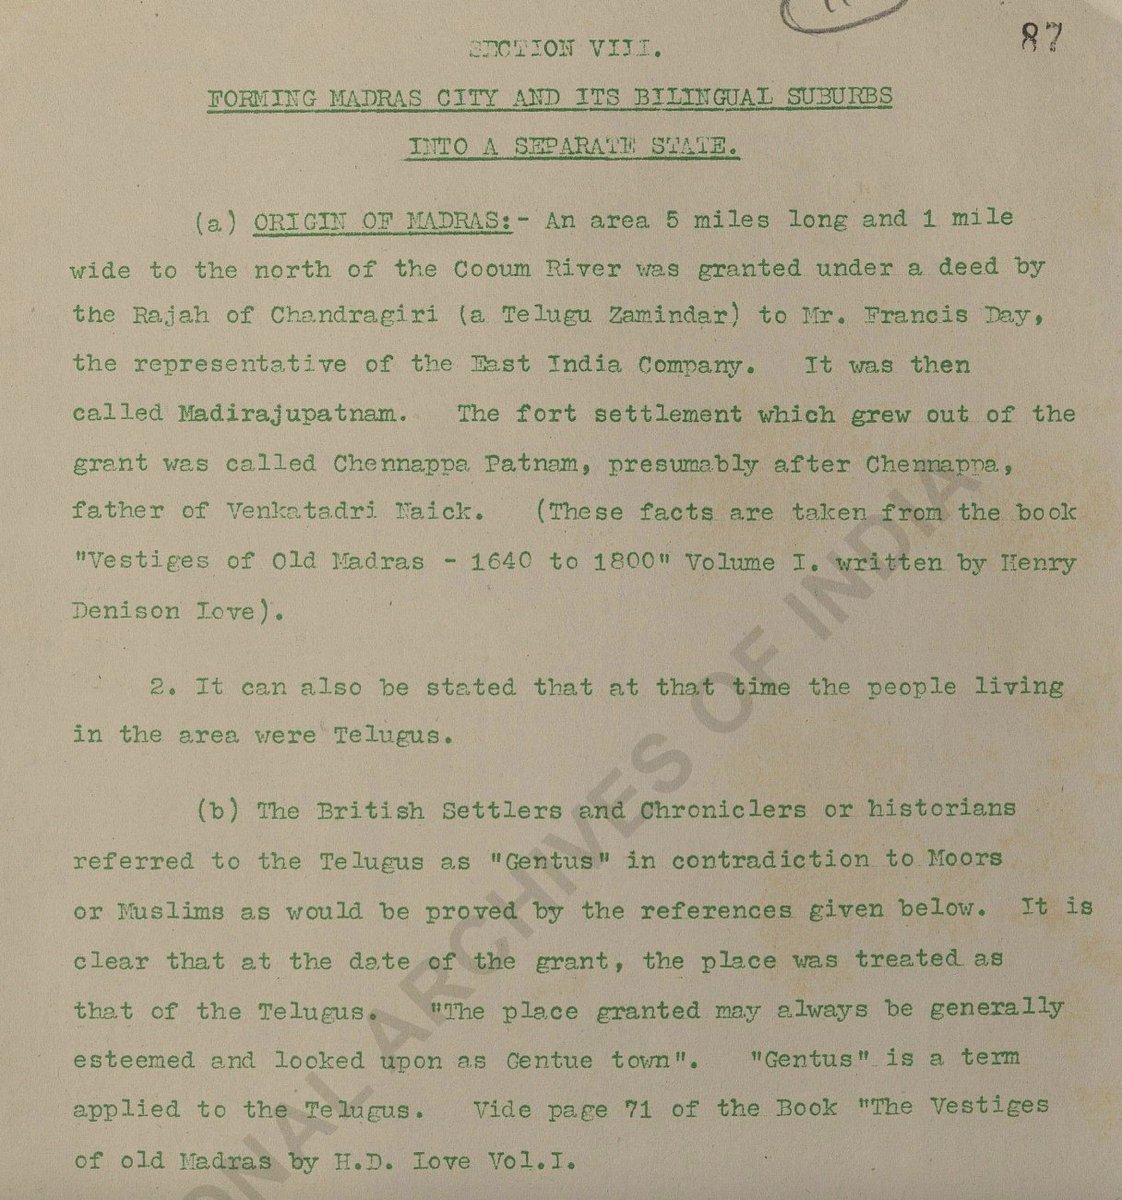 87
SECTION VIII.
FORMING MADRAS CITY AND ITS BILINGUAL SUBURBS
INTO A SEPARATE STATE.
(a) ORIGIN OF MADRAS:- An area 5 miles long and 1 mile
wide to the north of the Cooum River was granted under a deed by
the Rajah of Chandragiri (a Telugu Zamindar) to Mr. Francis Day,
the representative of the East India Company. It was then
called Madirajupatnam. The fort settlement which grew out of the
grant was called Chennappa Patnam, presumably after Chennappa,
father of Venkatadri Naick. (These facts are taken from the book
"Vestiges of Old Madras - 1640 to 1800" Volume I. written by Henry
Denison Love).
2. It can also be stated that at that time the people living
in the area were Telugus.
(b) The British Settlers and Chroniclers or historians
referred to the Telugus as "Gentus" in contradiction to Moors
or Muslims as would be proved by the references given below. It is
clear that at the date of the grant, the place was treated as
that of the Telugus. "The place granted may always be generally
esteemed and looked upon as Gentue town". "Gentus" is a term
applied to the Telugus. Vide page 71 of the Book "The Vestiges
of old Madras by H.D. Love Vol.I.
ONAL ARCHIVES OF INDIA